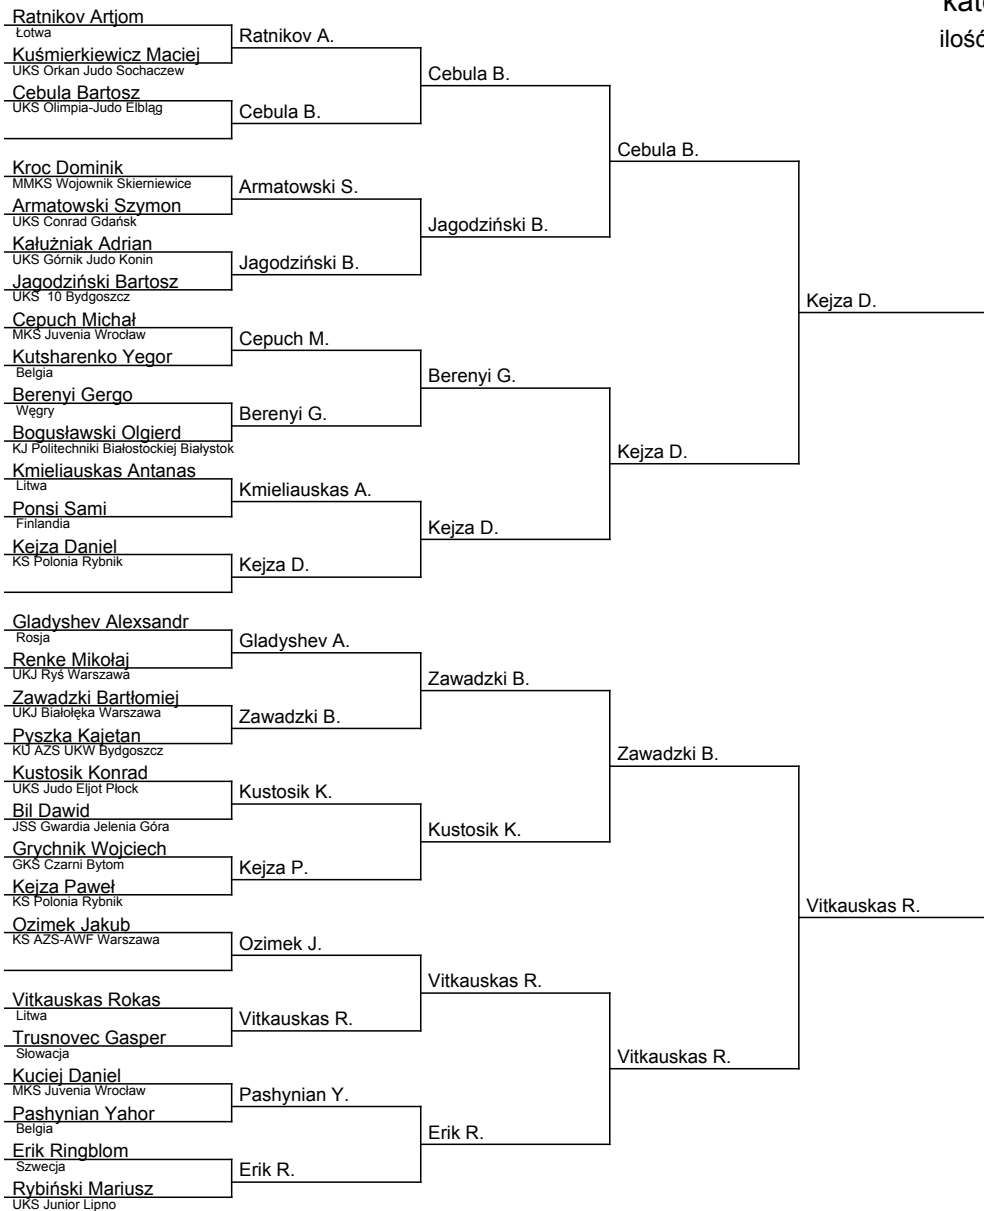 kate
ilość
Ratnikov Artjom
Łotwa
Kuśmierkiewicz Maciej
UKS Orkan Judo Sochaczew
Cebula Bartosz
UKS Olimpia-Judo Elbląg
Kroc Dominik
MMKS Wojownik Skierniewice
Armatowski Szymon
UKS Conrad Gdańsk
Kałużniak Adrian
UKS Górnik Judo Konin
Jagodziński Bartosz
UKS 10 Bydgoszcz
Cepuch Michał
MKS Juvenia Wrocław
Kutsharenko Yegor
Belgia
Berenyi Gergo
Węgry
Bogusławski Olgierd
KJ Politechniki Białostockiej Białystok
Kmieliauskas Antanas
Litwa
Ponsi Sami
Finlandia
Kejza Daniel
KS Polonia Rybnik
Gladyshev Alexsandr
Rosja
Renke Mikołaj
UKJ Ryś Warszawa
Zawadzki Bartłomiej
UKJ Białołęka Warszawa
Pyszka Kajetan
KU AZS UKW Bydgoszcz
Kustosik Konrad
UKS Judo Eljot Płock
Bil Dawid
JSS Gwardia Jelenia Góra
Grychnik Wojciech
GKS Czarni Bytom
Kejza Paweł
KS Polonia Rybnik
Ozimek Jakub
KS AZS-AWF Warszawa
Vitkauskas Rokas
Litwa
Trusnovec Gasper
Słowacja
Kuciej Daniel
MKS Juvenia Wrocław
Pashynian Yahor
Belgia
Erik Ringblom
Szwecja
Rybiński Mariusz
UKS Junior Lipno
Ratnikov A.
Cebula B.
Armatowski S.
Jagodziński B.
Cepuch M.
Berenyi G.
Kmieliauskas A.
Kejza D.
Gladyshev A.
Zawadzki B.
Kustosik K.
Kejza P.
Ozimek J.
Vitkauskas R.
Pashynian Y.
Erik R.
Cebula B.
Jagodziński B.
Berenyi G.
Kejza D.
Zawadzki B.
Kustosik K.
Vitkauskas R.
Erik R.
Cebula B.
Kejza D.
Zawadzki B.
Vitkauskas R.
Kejza D.
Vitkauskas R.